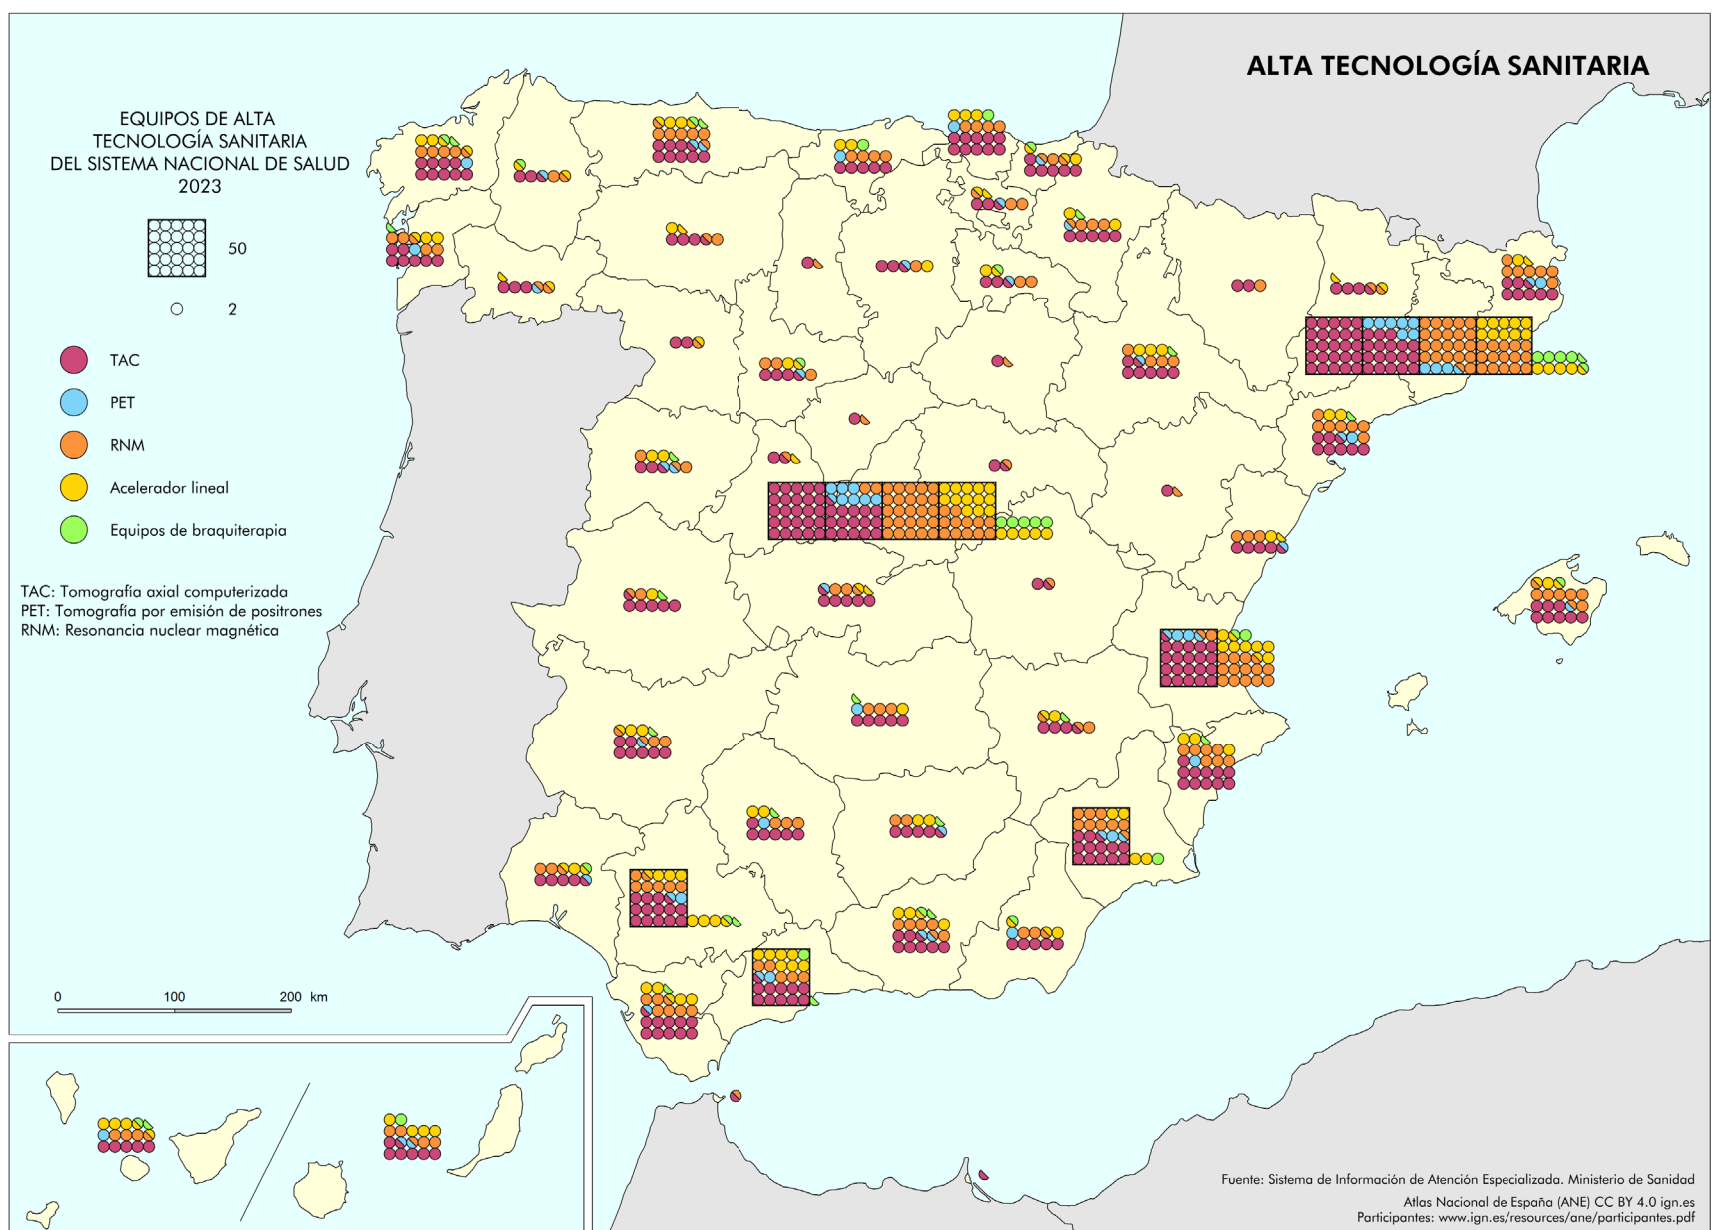 ALTA TECNOLOGÍA SANITARIA
EQUIPOS DE ALTA
TECNOLOGÍA SANITARIA
DEL SISTEMA NACIONAL DE SALUD
2023
50
2
TAC
PET
RNM
Acelerador lineal
Equipos de braquiterapia
TAC: Tomografía axial computerizada
PET: Tomografía por emisión de positrones
RNM: Resonancia nuclear magnética
0 100 200 km
Fuente: Sistema de Información de Atención Especializada. Ministerio de Sanidad
Atlas Nacional de España (ANE) CC BY 4.0 ign.es
Participantes: www.ign.es/resources/ane/participantes.pdf